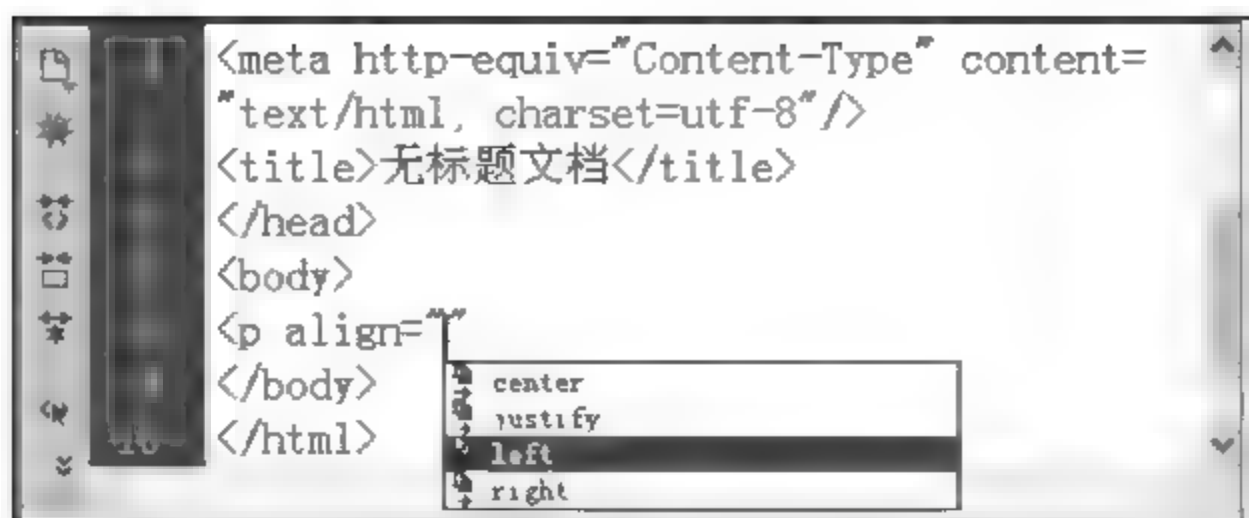 <meta http-equiv="Content-Type" content=
"text/html, charset=utf-8"/>
<title>无标题文档</title>
</head>
<body>
<p align=""
</body>
</html>
center
justify
left
right